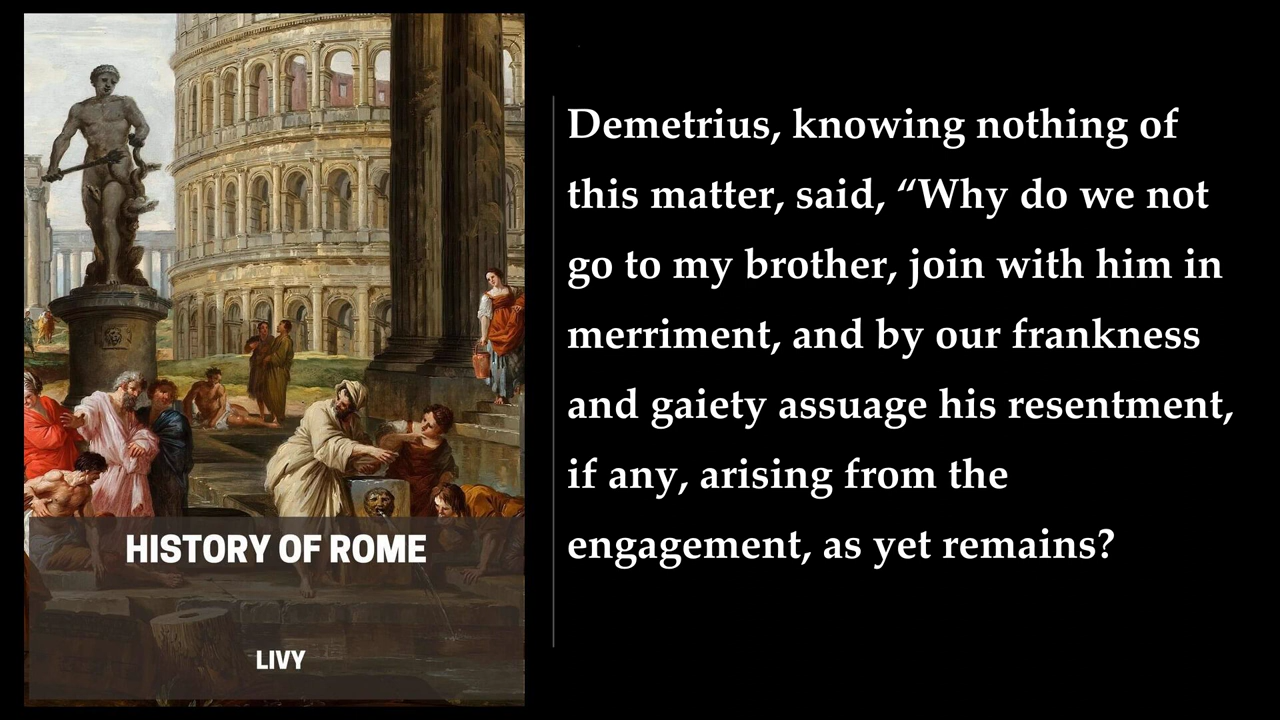 HISTORY OF ROME
LIVY
Demetrius, knowing nothing of
this matter, said, “Why do we not
go to my brother, join with him in
merriment, and by our frankness
and gaiety assuage his resentment,
if any, arising from the
engagement, as yet remains?